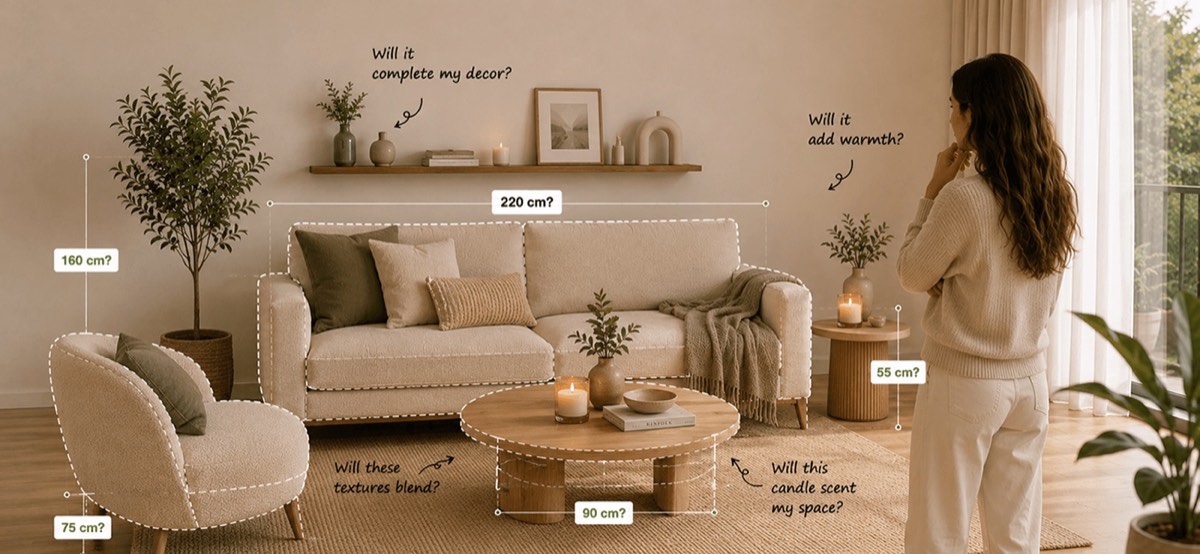 Will it
complete my decor?
Will it
add warmth?
220 cm?
160 cm?
55 cm?
Will these
textures blend?
Will this
candle scent
my space?
90 cm?
75 cm?